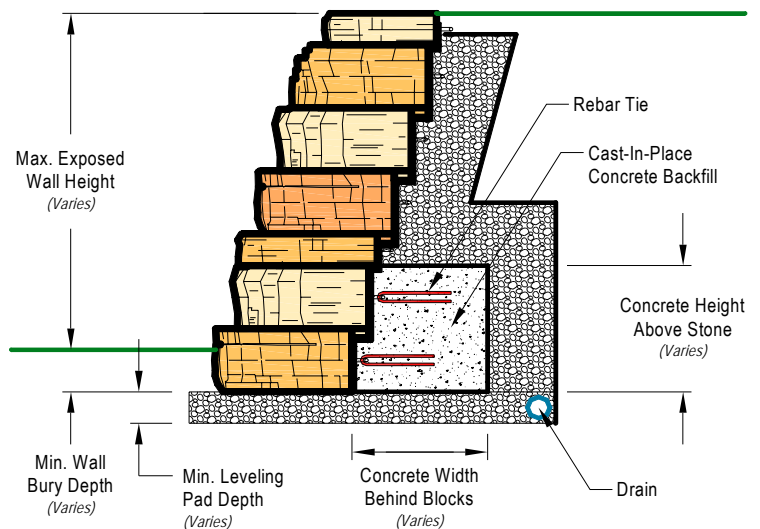 Rebar Tie
Cast-In-Place
Concrete Backfill
Max. Exposed
Wall Height
(Varies)
Concrete Height
Above Stone
(Varies)
Min. Wall
Bury Depth
(Varies)
Min. Leveling
Pad Depth
(Varies)
Concrete Width
Behind Blocks
(Varies)
Drain